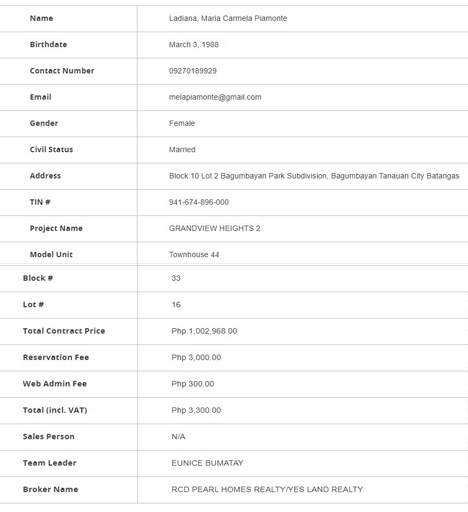 Name Ladiana, Maria Carmela Piamonte
Birthdate March 3, 1988
Contact Number 09270189929
Email melapiamonte@gmail.com
Gender Female
Civil Status Married
Address Block 10 Lot 2 Bagumbayan Park Subdivision, Bagumbayan Tanauan City Batangas
TIN # 941-674-896-000
Project Name GRANDVIEW HEIGHTS 2
Model Unit Townhouse 44
Block # 33
Lot # 16
Total Contract Price Php 1,002,968.00
Reservation Fee Php 3,000.00
Web Admin Fee Php 300.00
Total (incl. VAT) Php 3,300.00
Sales Person N/A
Team Leader EUNICE BUMATAY
Broker Name RCD PEARL HOMES REALTY/YES LAND REALTY